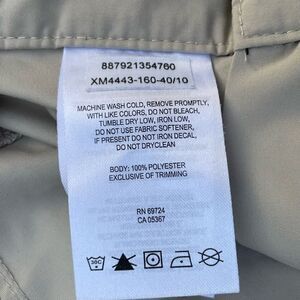 887921354760
XM4443-160-40/10
MACHINE WASH COLD, REMOVE PROMPTLY,
WITH LIKE COLORS, DO NOT BLEACH,
TUMBLE DRY LOW, IRON LOW,
DO NOT USE FABRIC SOFTENER,
IF PRESENT DO NOT IRON DECAL,
DO NOT DRYCLEAN
BODY: 100% POLYESTER
EXCLUSIVE OF TRIMMING
RN 69724
CA 05367
30C